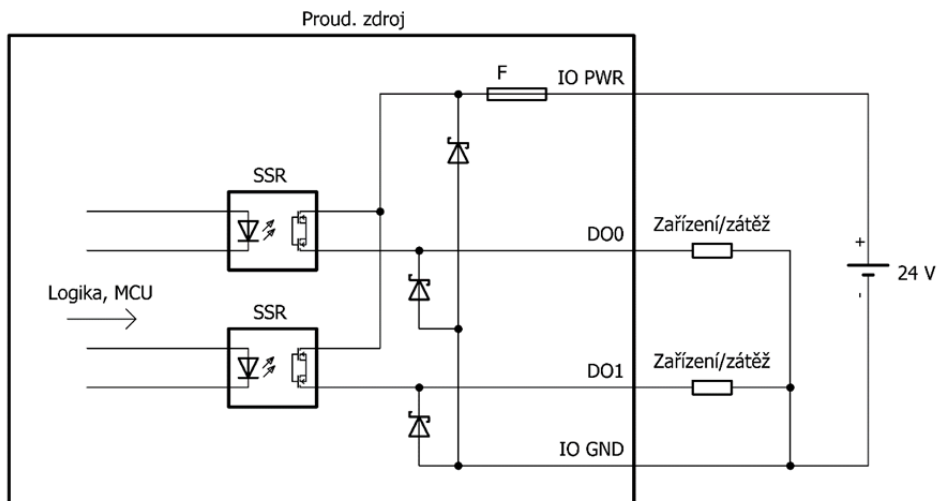 Proud. zdroj
F
IO PWR
SSR
DO0
Zařízení/zátěž
+
24 V
-
Logika, MCU
SSR
DO1
Zařízení/zátěž
IO GND